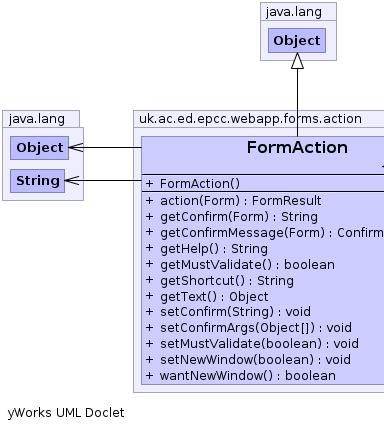 java.lang
Object
java.lang
Object
String
uk.ac.ed.epcc.webapp.forms.action
FormAction
+ FormAction()
+ action(Form) : FormResult
+ getConfirm(Form) : String
+ getConfirmMessage(Form) : Confirm
+ getHelp() : String
+ getMustValidate() : boolean
+ getShortcut() : String
+ getText() : Object
+ setConfirm(String) : void
+ setConfirmArgs(Object[]) : void
+ setMustValidate(boolean) : void
+ setNewWindow(boolean) : void
+ wantNewWindow() : boolean
yWorks UML Doclet